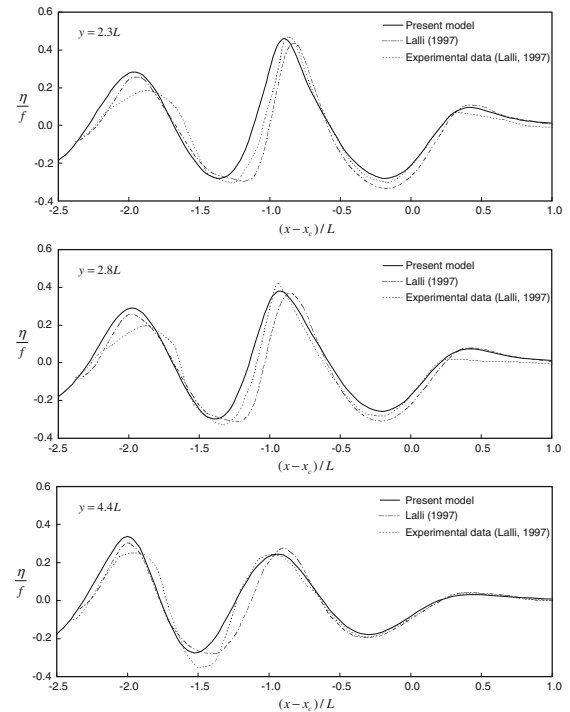 0.6
y = 2.3L
Present model
Lalli (1997)
Experimental data (Lalli, 1997)
0.4
0.2
η/f
0.0
-0.2
-0.4
-2.5 -2.0 -1.5 -1.0 -0.5 0.0 0.5 1.0
(x−x_c)/L
0.6
y = 2.8L
Present model
Lalli (1997)
Experimental data (Lalli, 1997)
0.4
0.2
η/f
0.0
-0.2
-0.4
-2.5 -2.0 -1.5 -1.0 -0.5 0.0 0.5 1.0
(x−x_c)/L
0.6
y = 4.4L
Present model
Lalli (1997)
Experimental data (Lalli, 1997)
0.4
0.2
η/f
0.0
-0.2
-0.4
-2.5 -2.0 -1.5 -1.0 -0.5 0.0 0.5 1.0
(x−x_c)/L